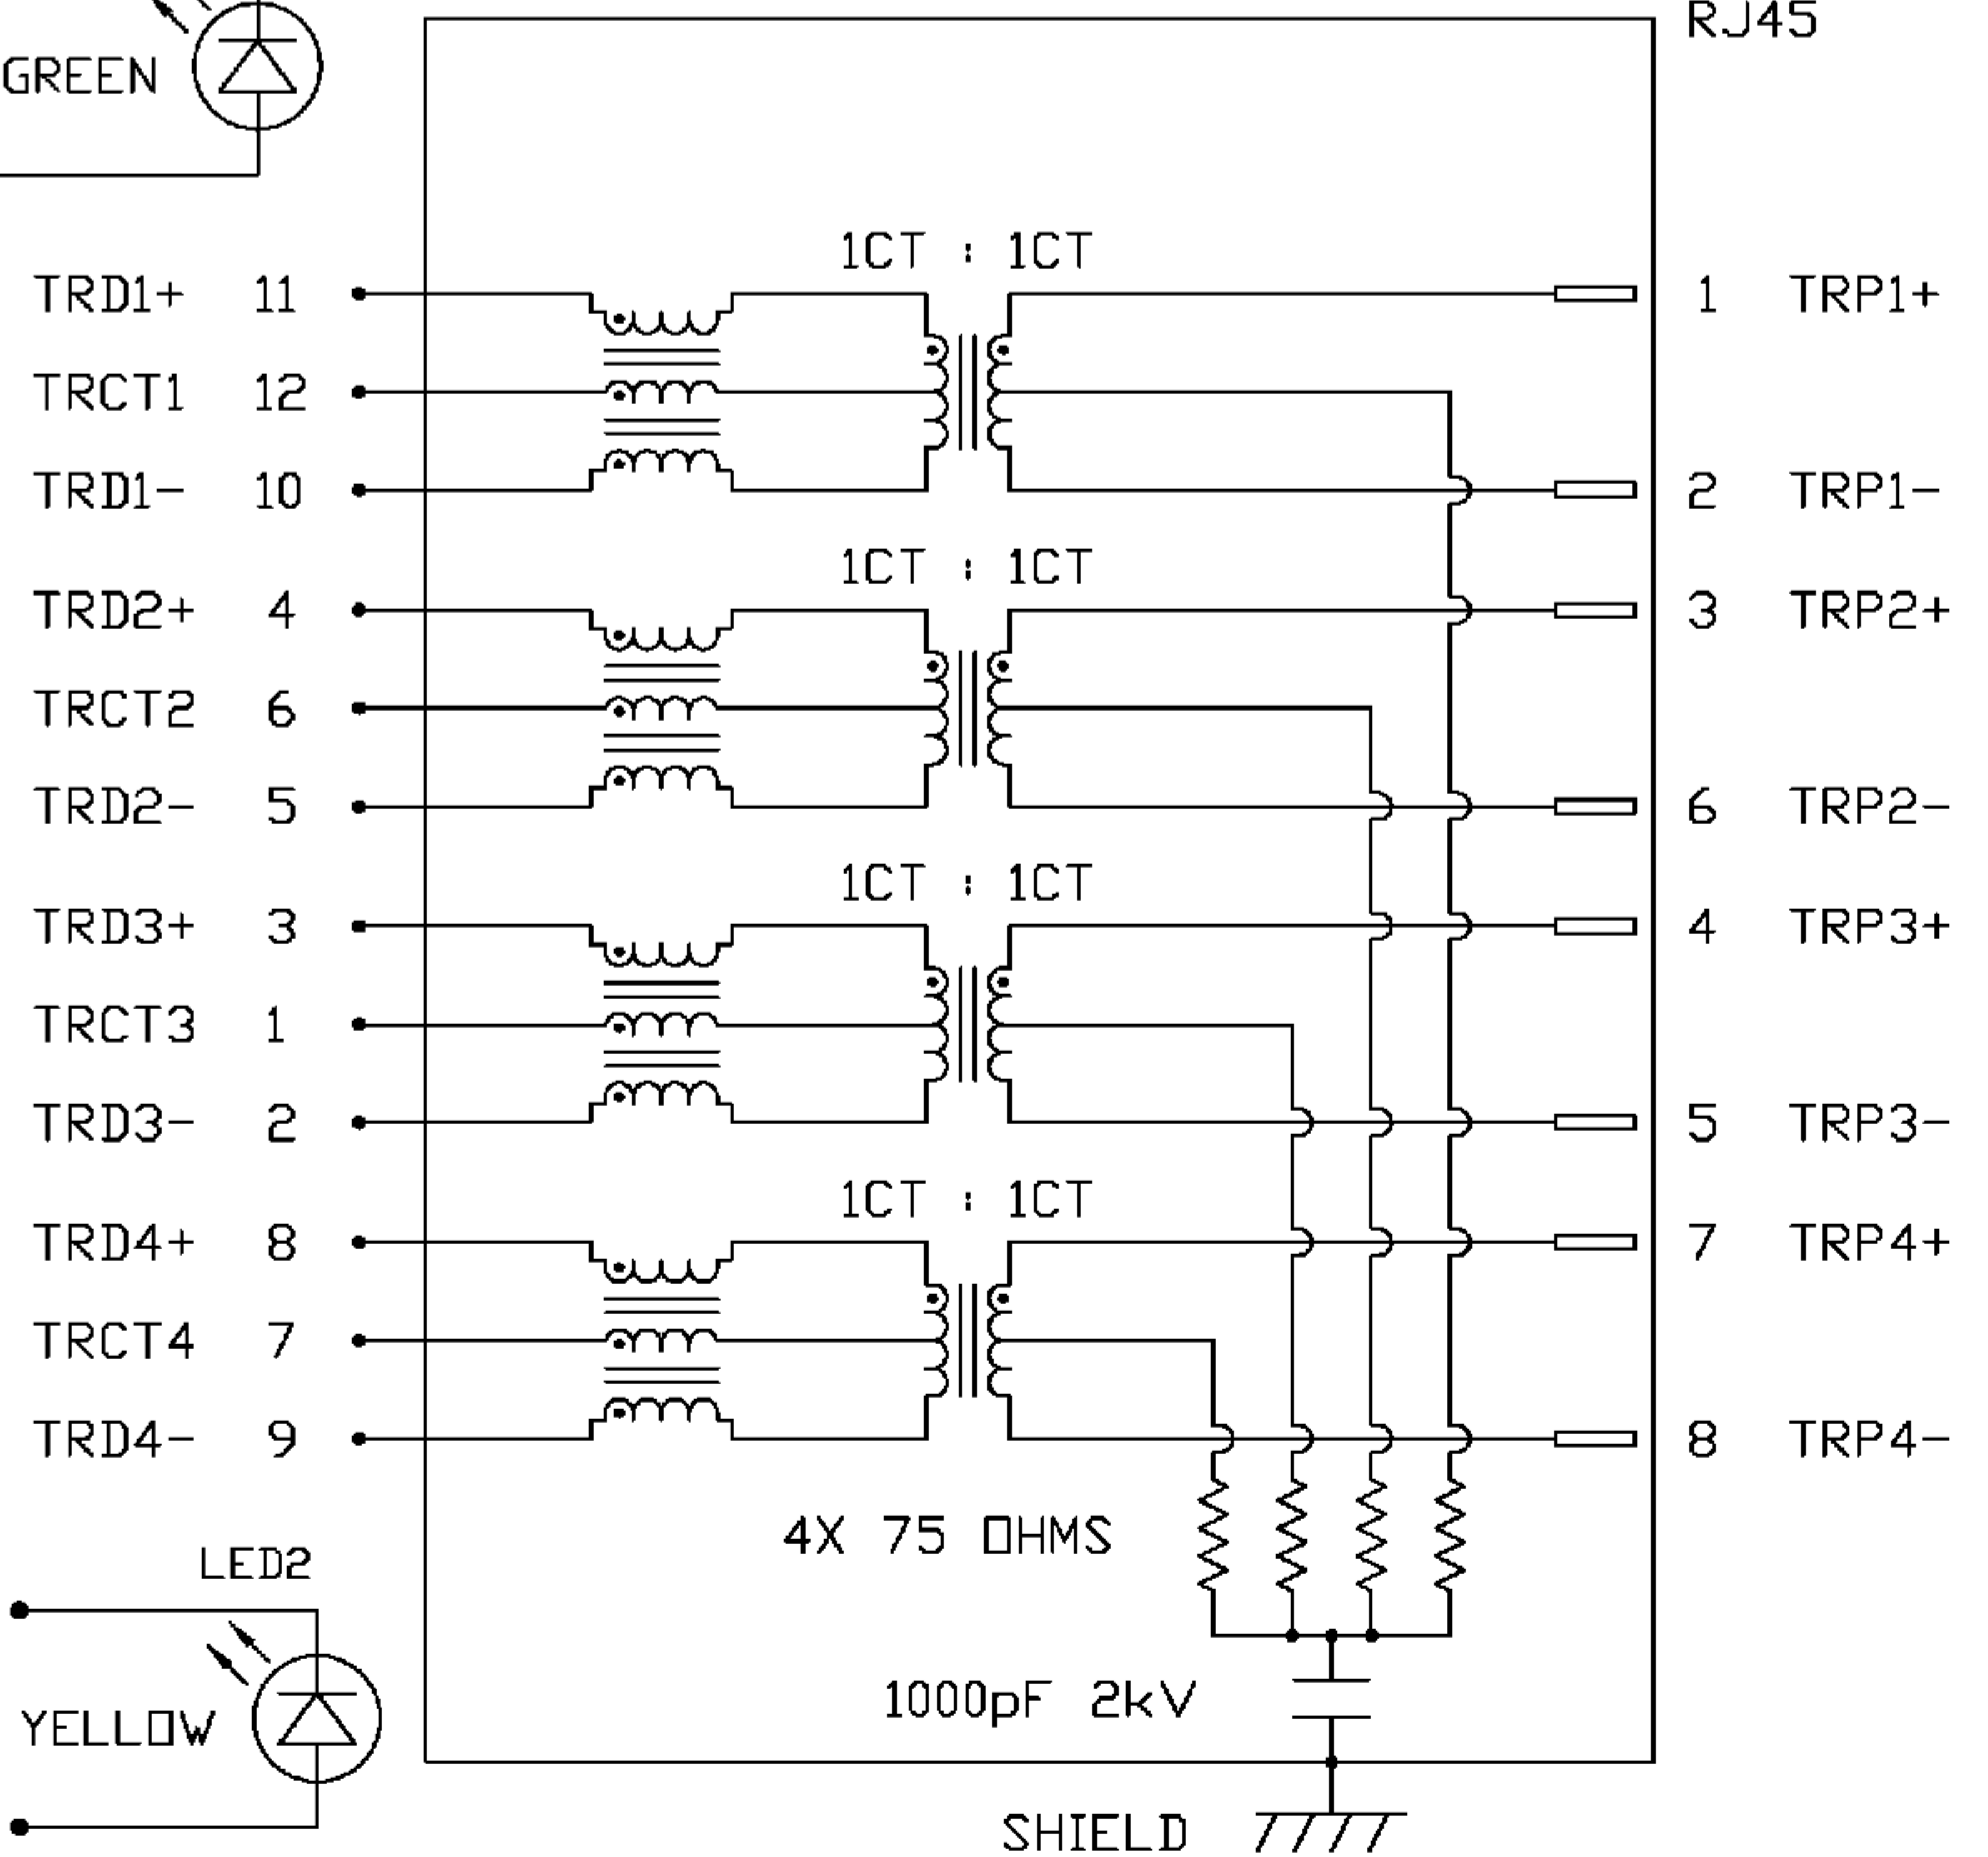 RJ45
GREEN
1CT : 1CT
TRD1+ 11 1 TRP1+
TRCT1 12
TRD1- 10 2 TRP1-
1CT : 1CT
TRD2+ 4 3 TRP2+
TRCT2 6
TRD2- 5 6 TRP2-
1CT : 1CT
TRD3+ 3 4 TRP3+
TRCT3 1
TRD3- 2 5 TRP3-
1CT : 1CT
TRD4+ 8 7 TRP4+
TRCT4 7
TRD4- 9 8 TRP4-
4X 75 OHMS
LED2
1000pF 2kV
YELLOW
SHIELD